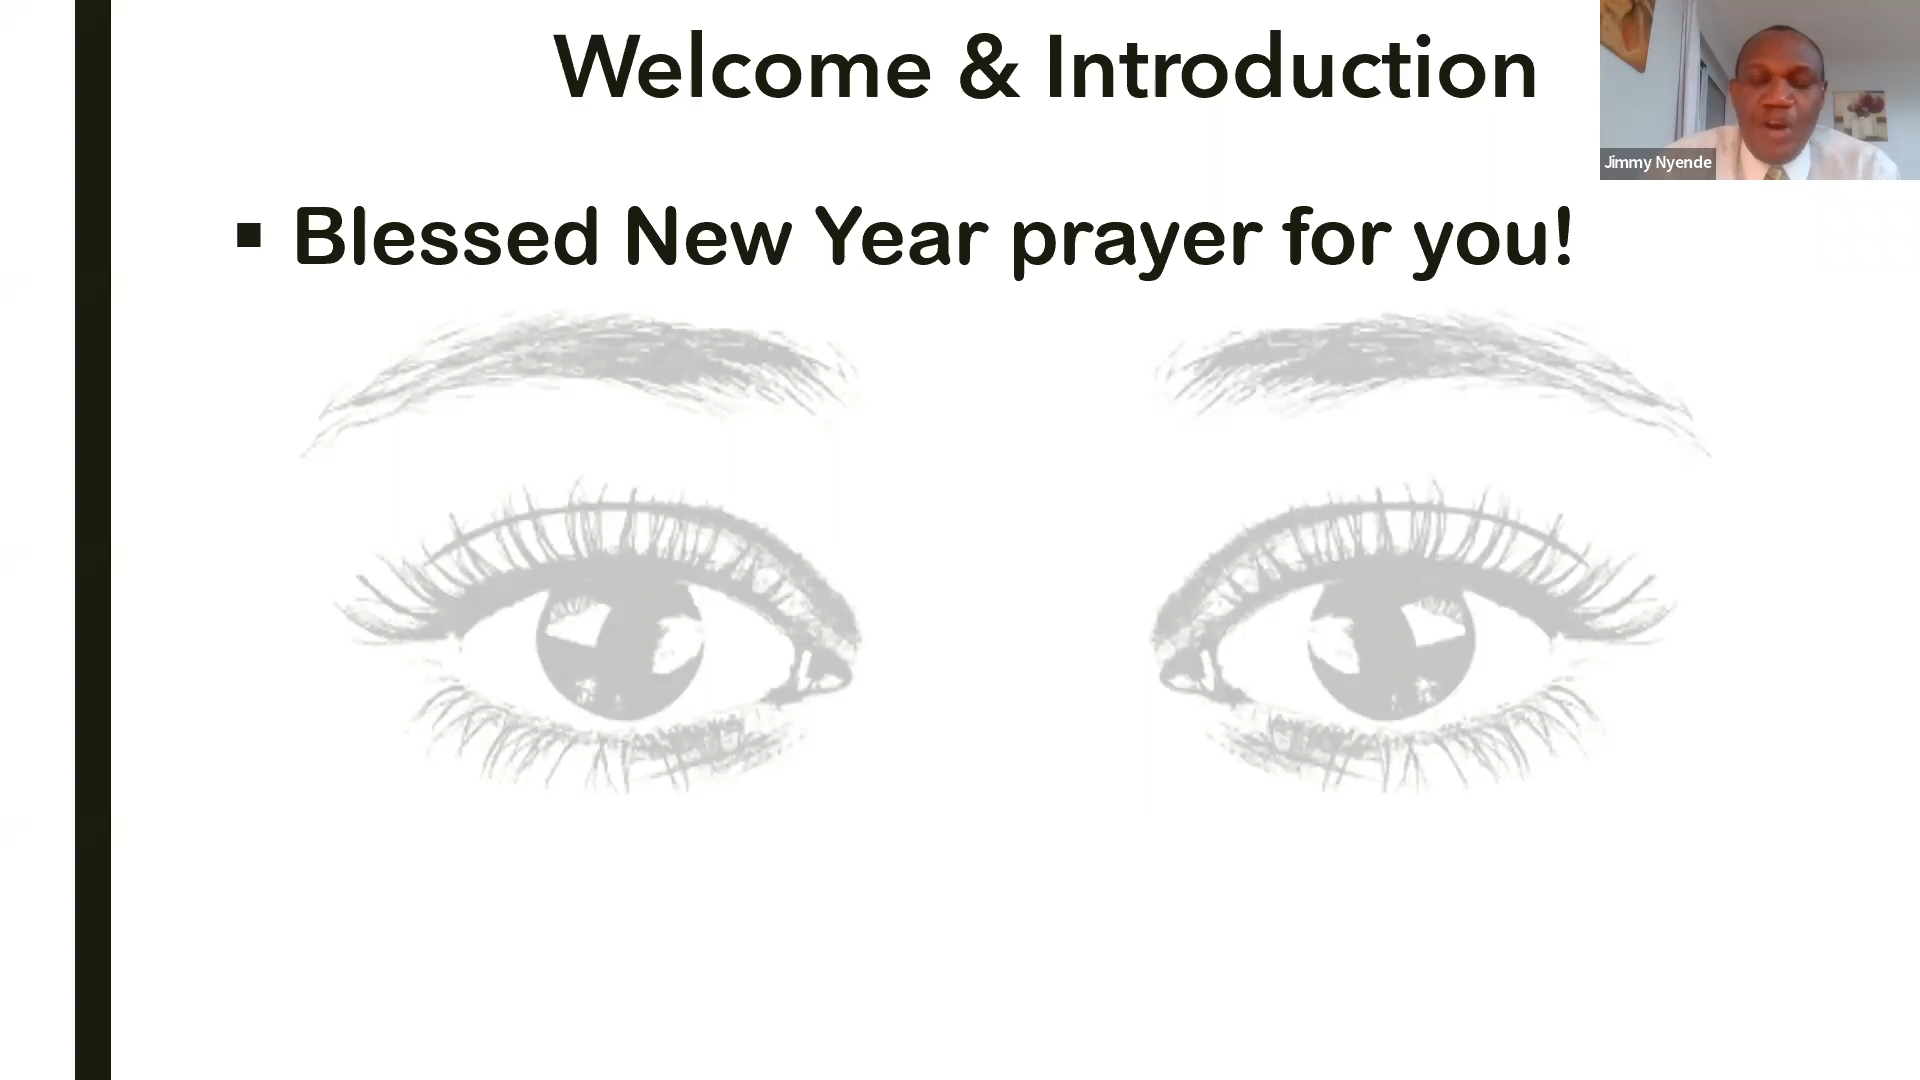 Welcome & Introduction
Jimmy Nyende
▪ Blessed New Year prayer for you!